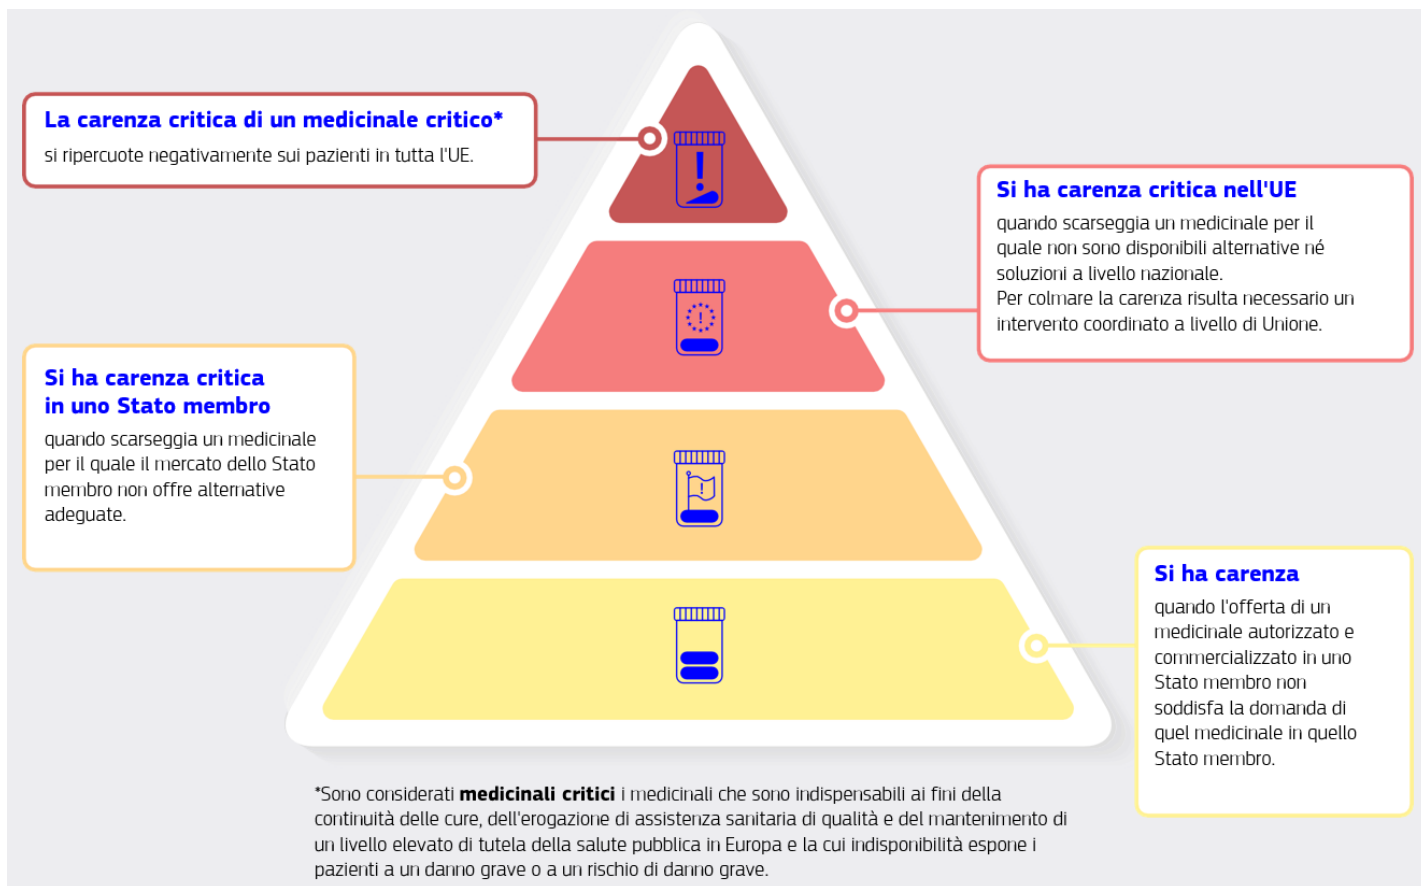 La carenza critica di un medicinale critico*
si ripercuote negativamente sui pazienti in tutta l'UE.
Si ha carenza critica nell'UE
quando scarseggia un medicinale per il
quale non sono disponibili alternative né
soluzioni a livello nazionale.
Per colmare la carenza risulta necessario un
intervento coordinato a livello di Unione.
Si ha carenza critica
in uno Stato membro
quando scarseggia un medicinale
per il quale il mercato dello Stato
membro non offre alternative
adeguate.
Si ha carenza
quando l'offerta di un
medicinale autorizzato e
commercializzato in uno
Stato membro non
soddisfa la domanda di
quel medicinale in quello
Stato membro.
*Sono considerati medicinali critici i medicinali che sono indispensabili ai fini della
continuità delle cure, dell'erogazione di assistenza sanitaria di qualità e del mantenimento di
un livello elevato di tutela della salute pubblica in Europa e la cui indisponibilità espone i
pazienti a un danno grave o a un rischio di danno grave.